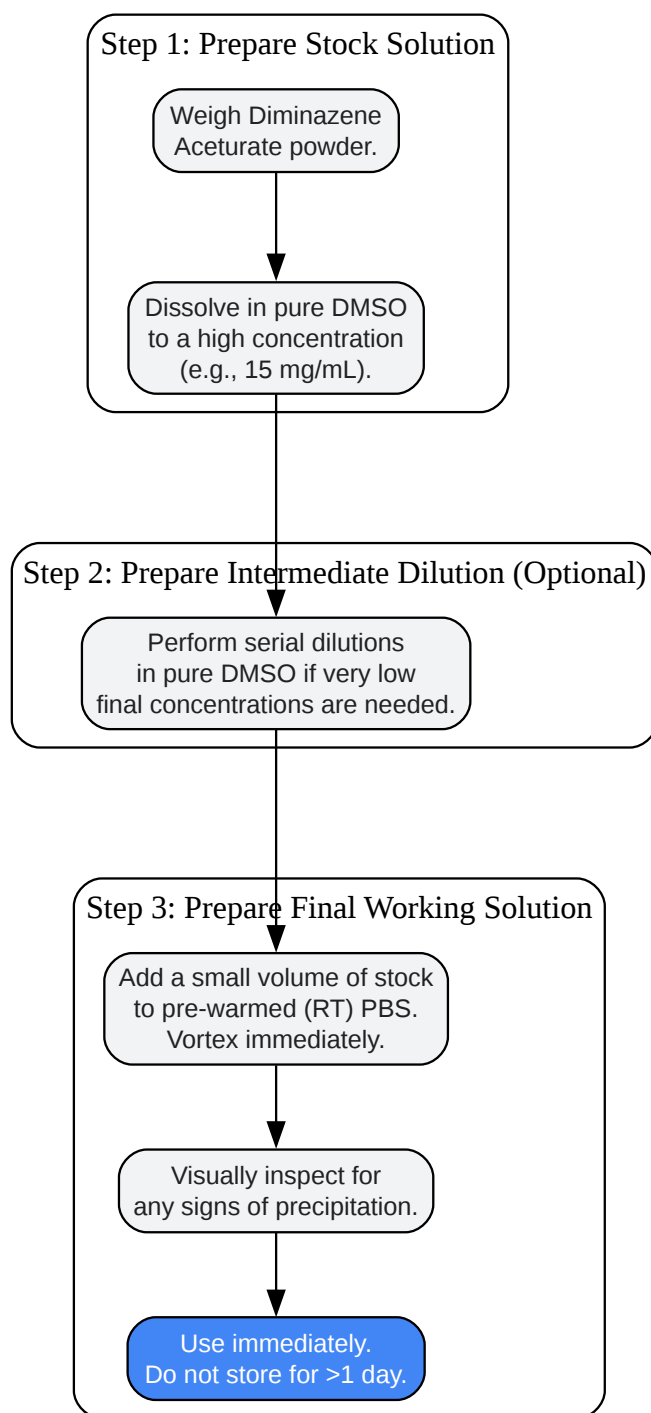 Step 1: Prepare Stock Solution
Weigh Diminazene
Aceturate powder.
Dissolve in pure DMSO
to a high concentration
(e.g., 15 mg/mL).
Step 2: Prepare Intermediate Dilution (Optional)
Perform serial dilutions
in pure DMSO if very low
final concentrations are needed.
Step 3: Prepare Final Working Solution
Add a small volume of stock
to pre-warmed (RT) PBS.
Vortex immediately.
Visually inspect for
any signs of precipitation.
Use immediately.
Do not store for >1 day.